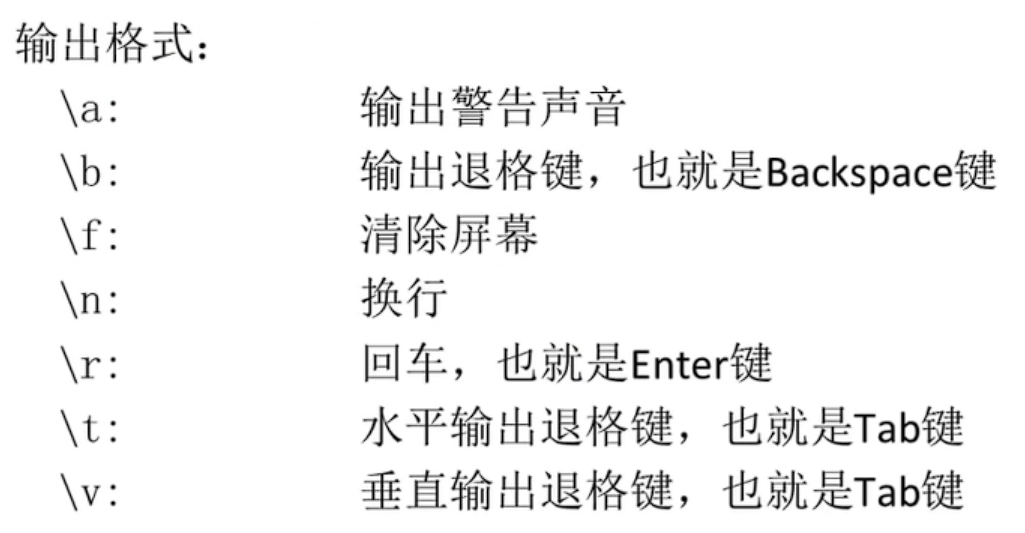 输出格式：
\a: 输出警告声音
\b: 输出退格键，也就是Backspace键
\f: 清除屏幕
\n: 换行
\r: 回车，也就是Enter键
\t: 水平输出退格键，也就是Tab键
\v: 垂直输出退格键，也就是Tab键